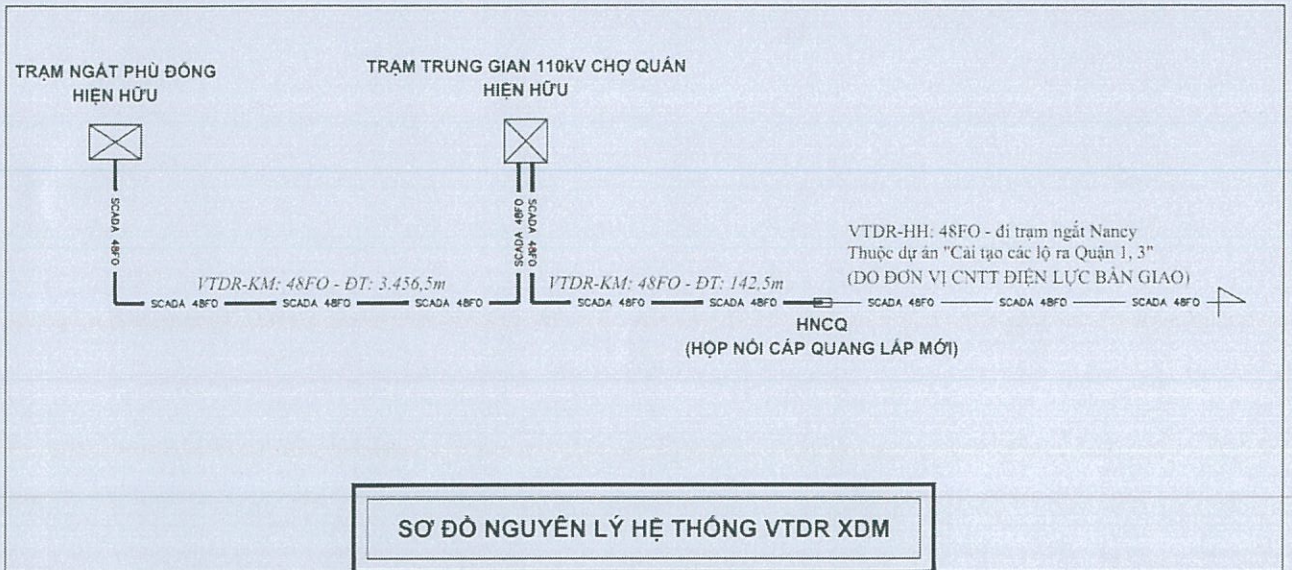 TRẠM NGẮT PHÙ ĐỔNG
HIỆN HỮU
TRẠM TRUNG GIAN 110kV CHỢ QUÁN
HIỆN HỮU
SCADA 48FO
SCADA 48FO
SCADA 48FO
VTDR-HH: 48FO - đi trạm ngắt Nancy
Thuộc dự án "Cải tạo các lộ ra Quận 1, 3"
(DO ĐƠN VỊ CNTT ĐIỆN LỰC BÀN GIAO)
VTDR-KM: 48FO - ĐT: 3.456,5m
VTDR-KM: 48FO - ĐT: 142,5m
SCADA 48FO SCADA 48FO SCADA 48FO SCADA 48FO SCADA 48FO SCADA 48FO SCADA 48FO SCADA 48FO
HNCQ
(HỘP NỐI CÁP QUANG LẮP MỚI)
SƠ ĐỒ NGUYÊN LÝ HỆ THỐNG VTDR XDM